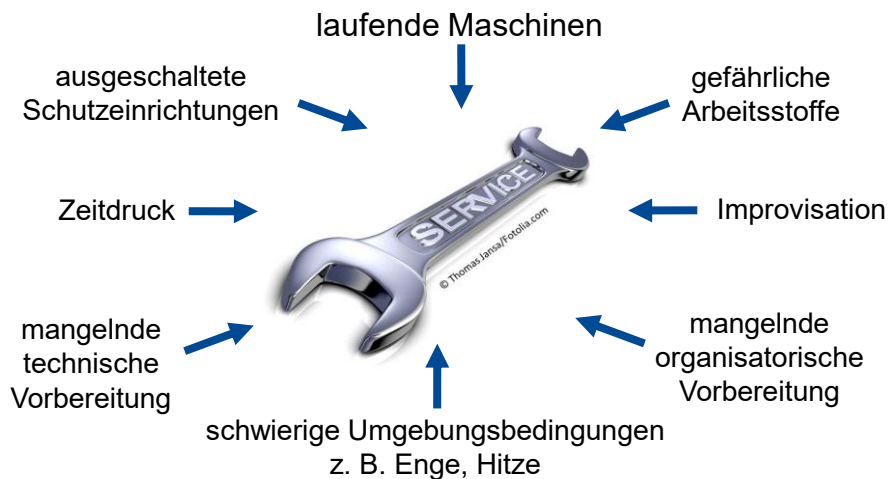 laufende Maschinen
ausgeschaltete
Schutzeinrichtungen
gefährliche
Arbeitsstoffe
Zeitdruck
SERVICE
© Thomas Jansa/Fotolia.com
Improvisation
mangelnde
technische
Vorbereitung
mangelnde
organisatorische
Vorbereitung
schwierige Umgebungsbedingungen
z. B. Enge, Hitze